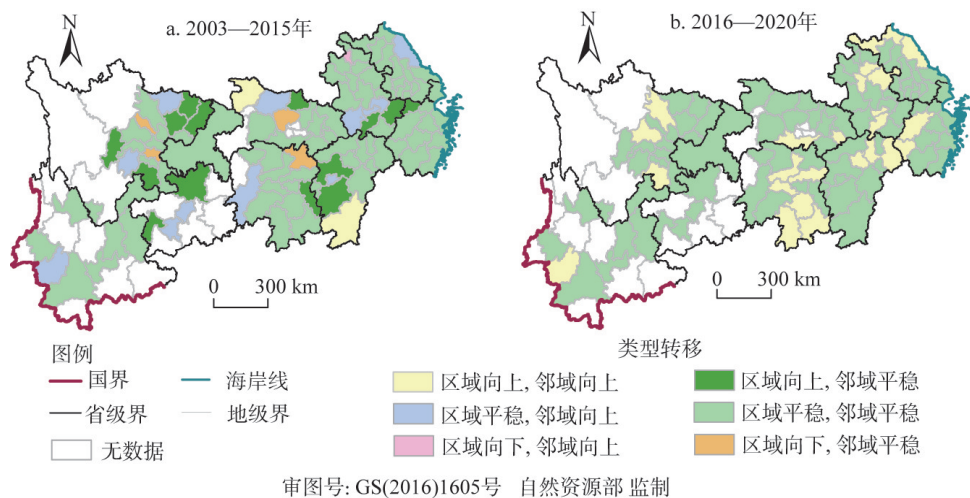 N
a. 2003—2015年
0 300 km
N
b. 2016—2020年
0 300 km
图例
国界
海岸线
省级界
地级界
无数据
类型转移
区域向上, 邻域向上
区域向上, 邻域平稳
区域平稳, 邻域向上
区域平稳, 邻域平稳
区域向下, 邻域向上
区域向下, 邻域平稳
审图号: GS(2016)1605号 自然资源部 监制